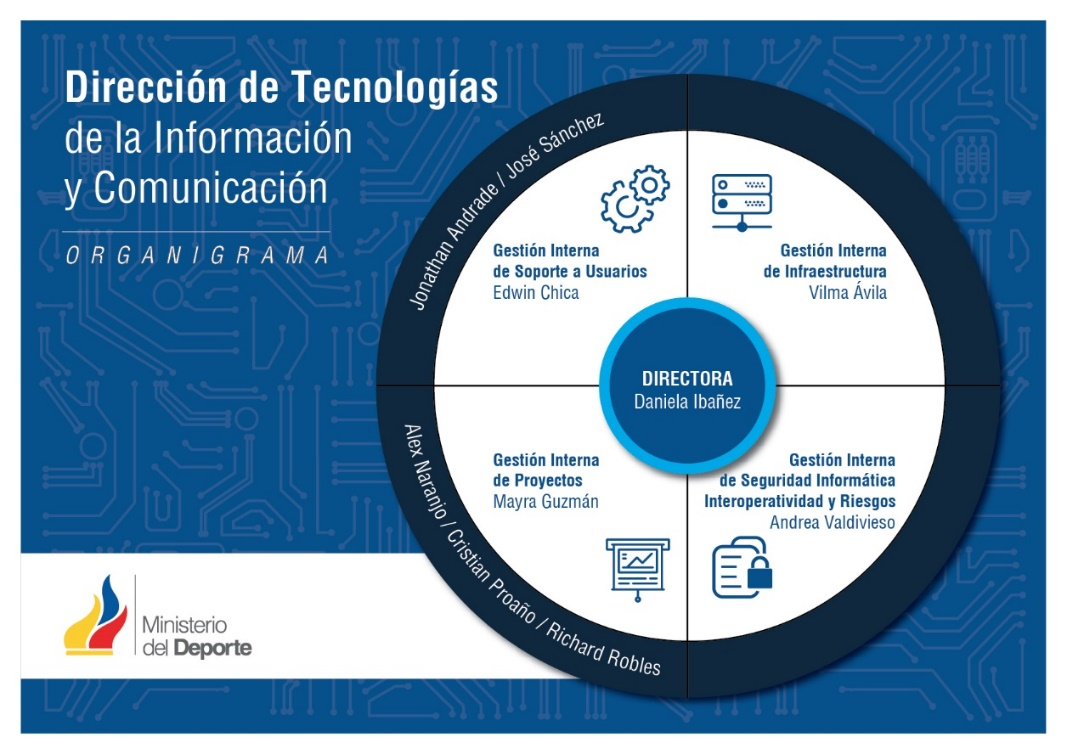 Dirección de Tecnologías
de la Información
y Comunicación
ORGANIGRAMA
Jonathan Andrade / José Sánchez
Gestión Interna
de Soporte a Usuarios
Edwin Chica
Gestión Interna
de Infraestructura
Vilma Ávila
DIRECTORA
Daniela Ibañez
Gestión Interna
de Proyectos
Mayra Guzmán
Gestión Interna
de Seguridad Informática
Interoperatividad y Riesgos
Andrea Valdivieso
Alex Naranjo / Cristian Proaño / Richard Robles
Ministerio
del Deporte